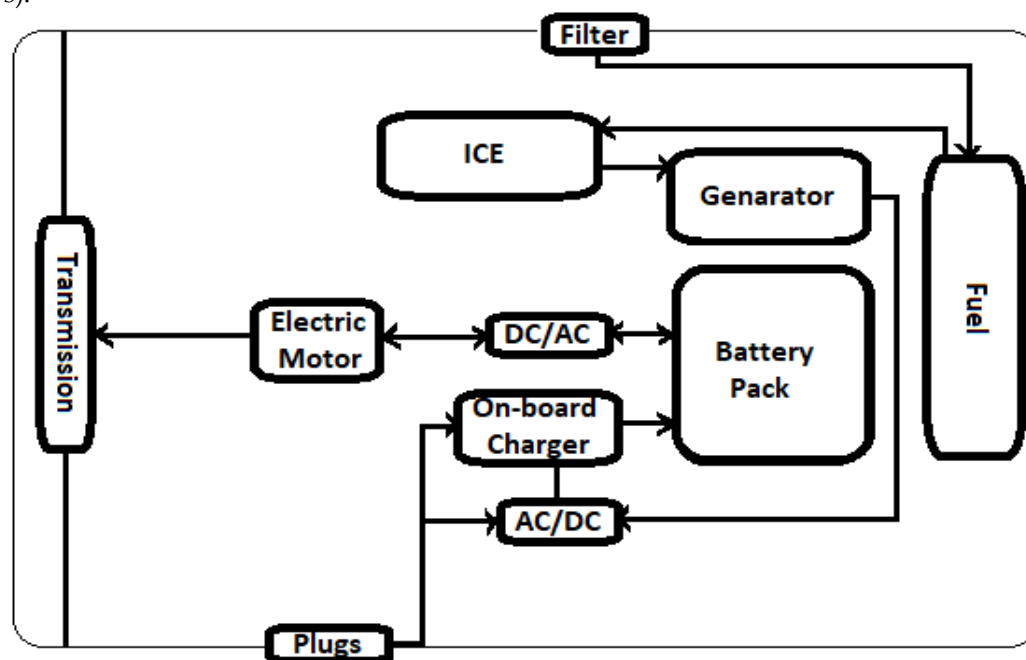 s).
Filter
ICE
Genarator
Fuel
Transmission
Electric
Motor
DC/AC
Battery
Pack
On-board
Charger
AC/DC
Plugs